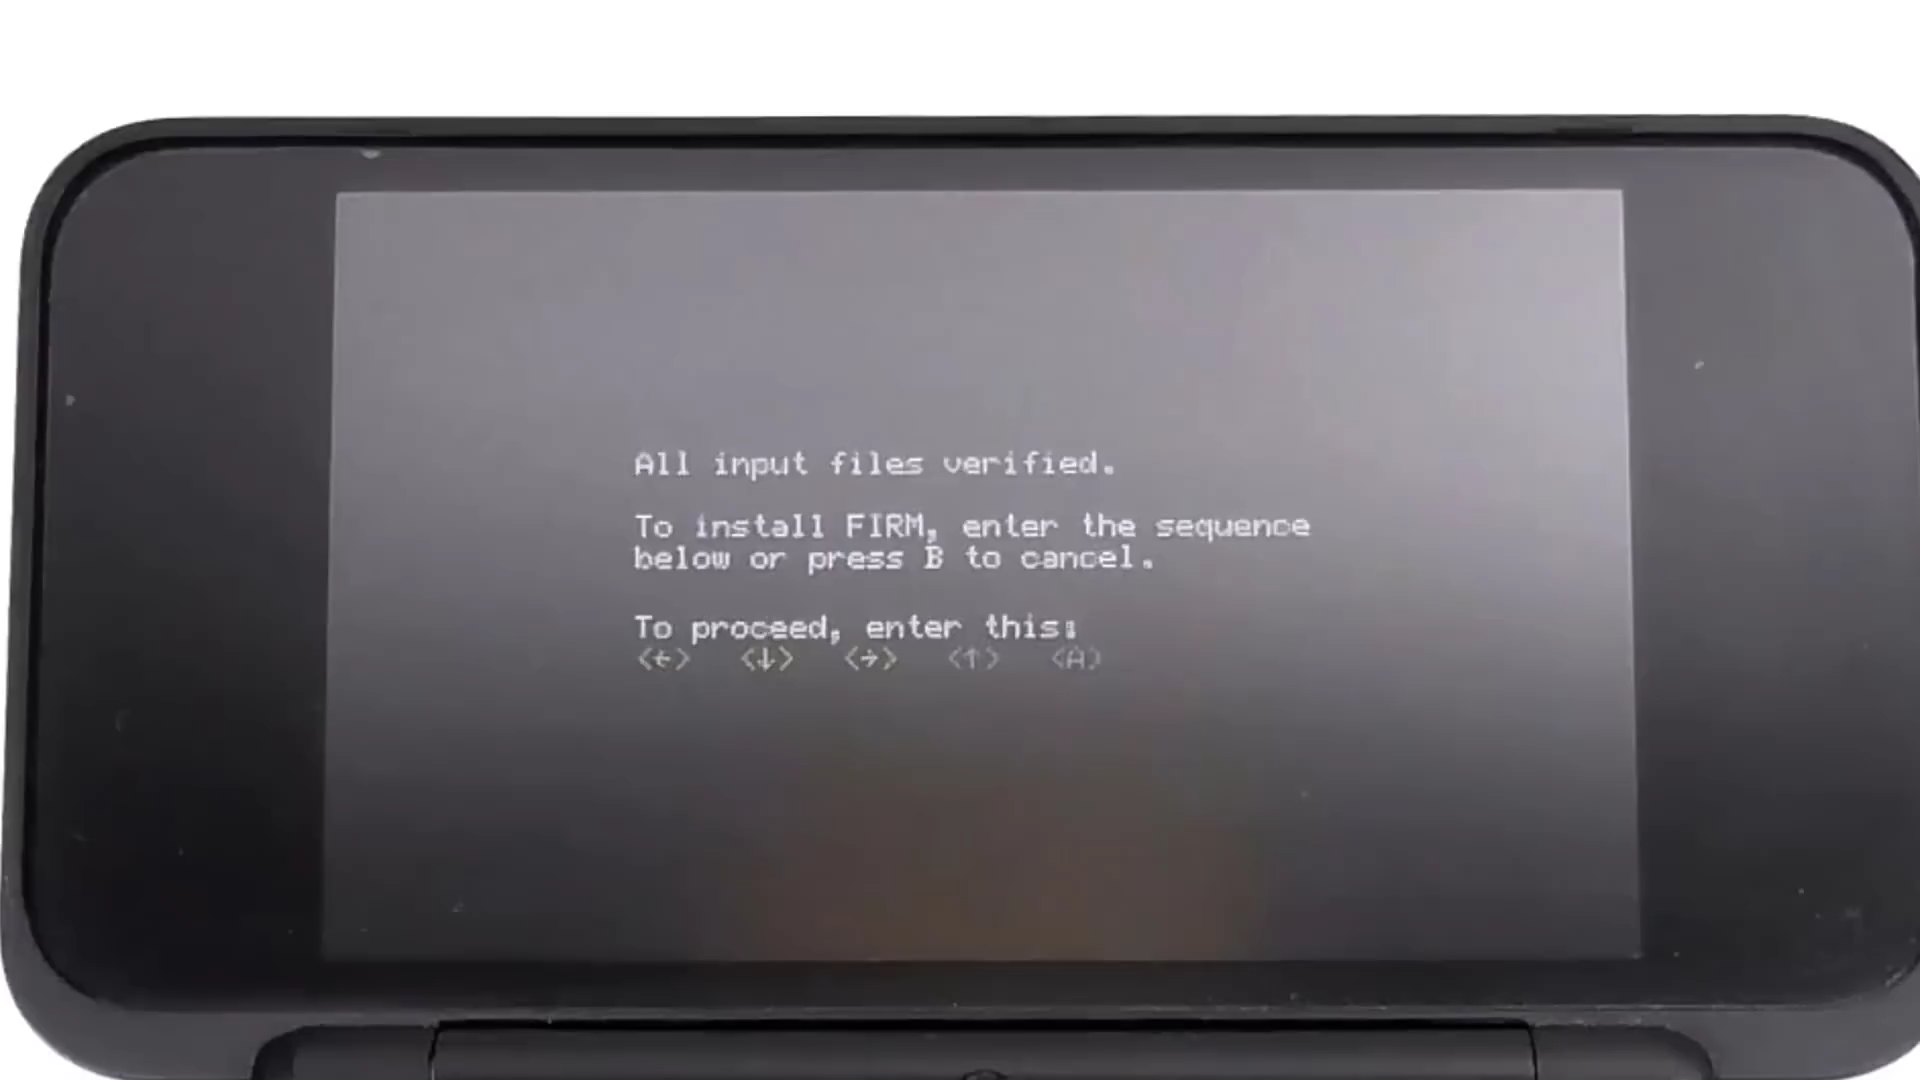 All input files verified.
To install FIRM, enter the sequence
below or press B to cancel.
To proceed, enter this:
<←> <↓> <→> <↑> <A>